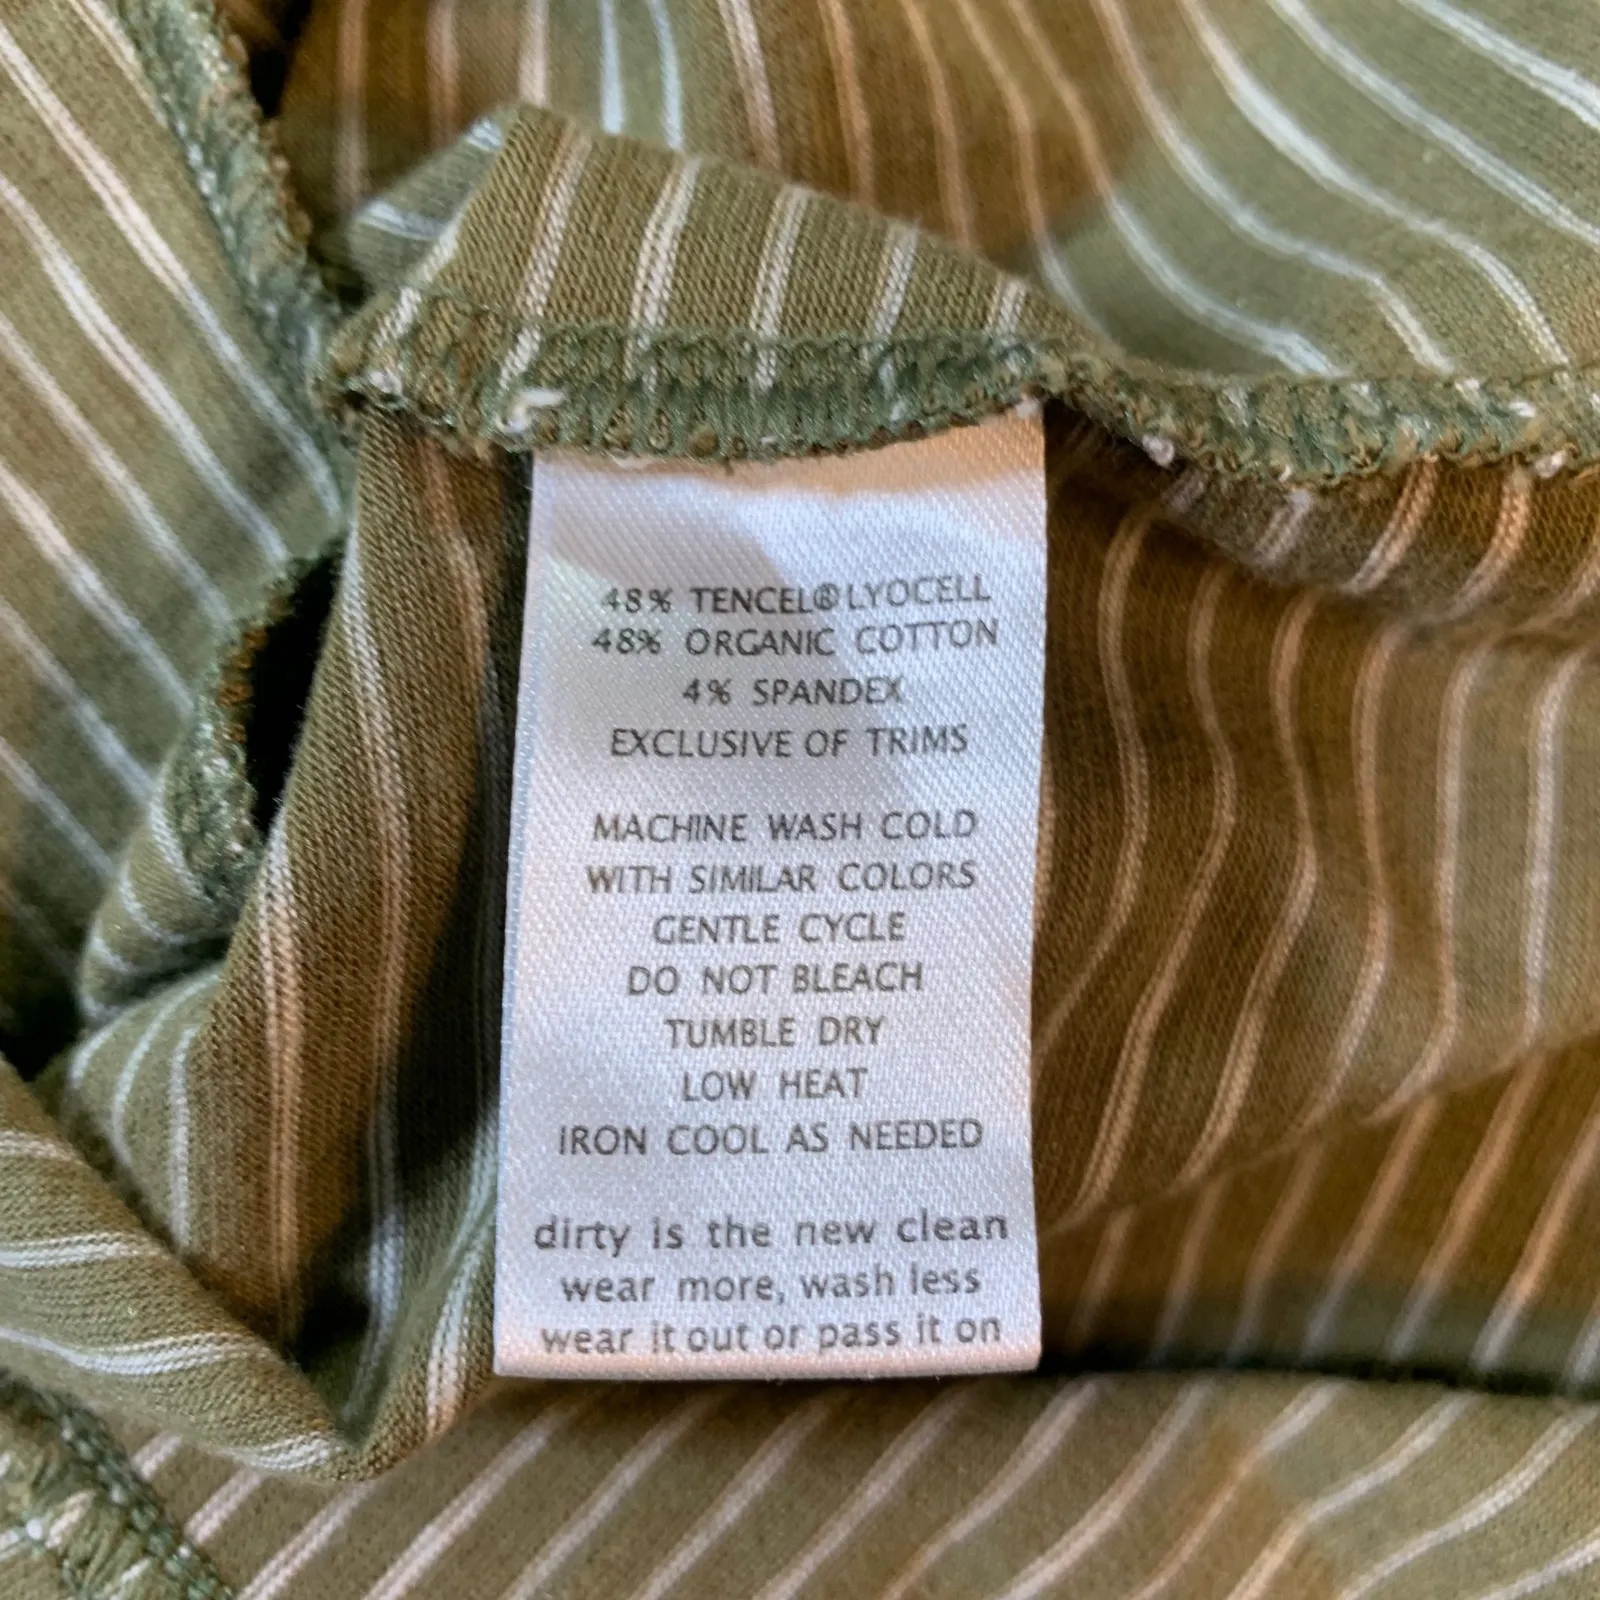 48% TENCEL® LYOCELL
48% ORGANIC COTTON
4% SPANDEX
EXCLUSIVE OF TRIMS
MACHINE WASH COLD
WITH SIMILAR COLORS
GENTLE CYCLE
DO NOT BLEACH
TUMBLE DRY
LOW HEAT
IRON COOL AS NEEDED
dirty is the new clean
wear more, wash less
wear it out or pass it on